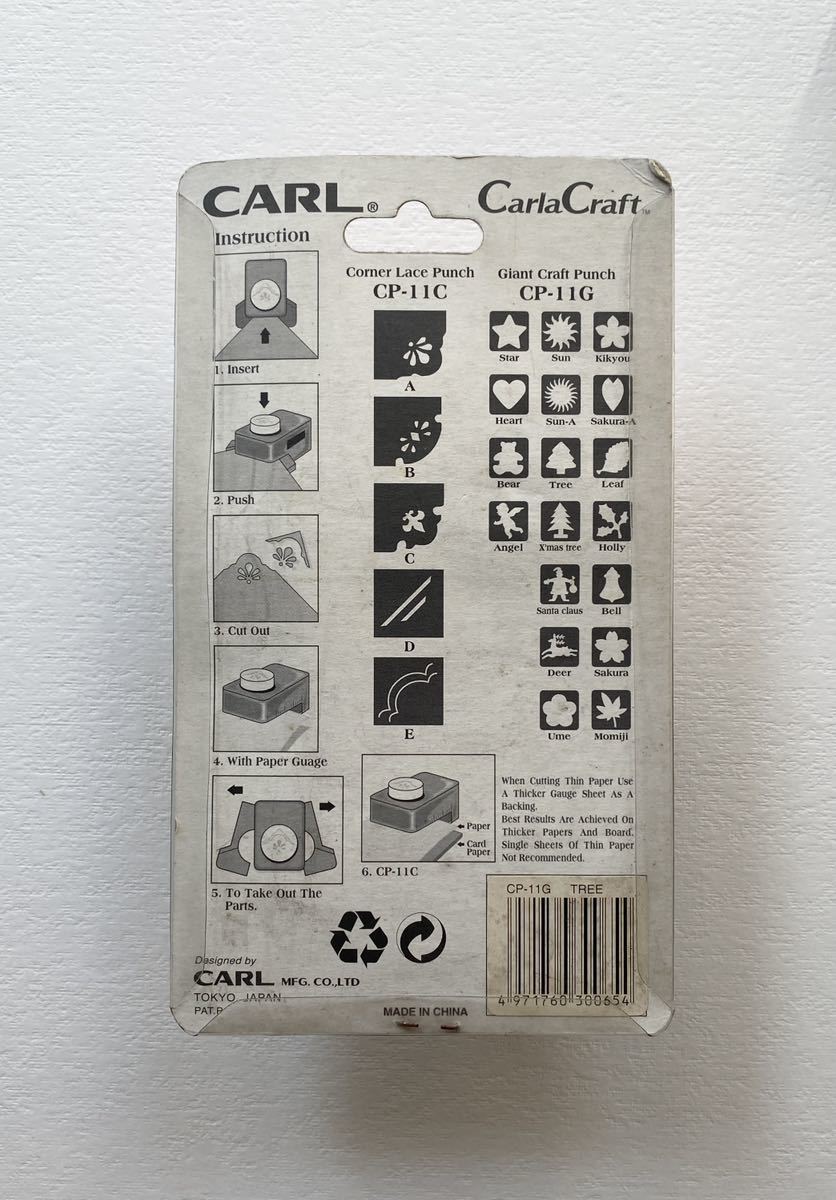 CARL®
CarlaCraft™
Instruction
1. Insert
2. Push
3. Cut Out
4. With Paper Guage
5. To Take Out The
Parts.
Corner Lace Punch
CP-11C
A
B
C
D
E
Giant Craft Punch
CP-11G
Star Sun Kikyou
Heart Sun-A Sakura-A
Bear Tree Leaf
Angel X'mas tree Holly
Santa claus Bell
Deer Sakura
Ume Momiji
Paper
Card
Paper
6. CP-11C
When Cutting Thin Paper Use
A Thicker Gauge Sheet As A
Backing.
Best Results Are Achieved On
Thicker Papers And Board.
Single Sheets Of Thin Paper
Not Recommended.
CP-11G TREE
4 971760 300654
Designed by
CARL MFG. CO.,LTD
TOKYO JAPAN
PAT.P
MADE IN CHINA